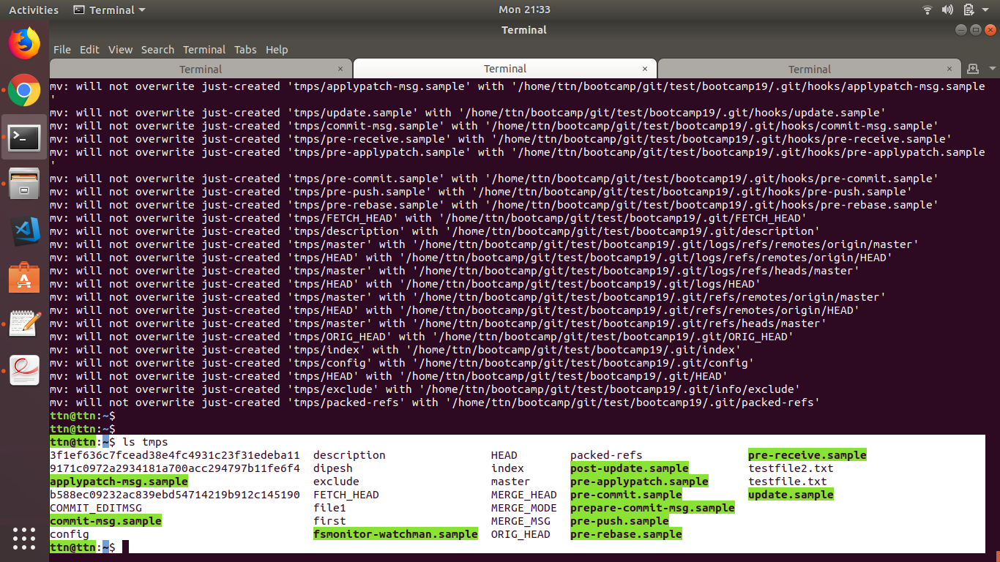 Activities Terminal Mon 21:33
Terminal
File Edit View Search Terminal Tabs Help
Terminal × Terminal × Terminal ×
mv: will not overwrite just-created 'tmps/applypatch-msg.sample' with '/home/ttn/bootcamp/git/test/bootcamp19/.git/hooks/applypatch-msg.sample
'
mv: will not overwrite just-created 'tmps/update.sample' with '/home/ttn/bootcamp/git/test/bootcamp19/.git/hooks/update.sample'
mv: will not overwrite just-created 'tmps/commit-msg.sample' with '/home/ttn/bootcamp/git/test/bootcamp19/.git/hooks/commit-msg.sample'
mv: will not overwrite just-created 'tmps/pre-receive.sample' with '/home/ttn/bootcamp/git/test/bootcamp19/.git/hooks/pre-receive.sample'
mv: will not overwrite just-created 'tmps/pre-applypatch.sample' with '/home/ttn/bootcamp/git/test/bootcamp19/.git/hooks/pre-applypatch.sample
'
mv: will not overwrite just-created 'tmps/pre-commit.sample' with '/home/ttn/bootcamp/git/test/bootcamp19/.git/hooks/pre-commit.sample'
mv: will not overwrite just-created 'tmps/pre-push.sample' with '/home/ttn/bootcamp/git/test/bootcamp19/.git/hooks/pre-push.sample'
mv: will not overwrite just-created 'tmps/pre-rebase.sample' with '/home/ttn/bootcamp/git/test/bootcamp19/.git/hooks/pre-rebase.sample'
mv: will not overwrite just-created 'tmps/FETCH_HEAD' with '/home/ttn/bootcamp/git/test/bootcamp19/.git/FETCH_HEAD'
mv: will not overwrite just-created 'tmps/description' with '/home/ttn/bootcamp/git/test/bootcamp19/.git/description'
mv: will not overwrite just-created 'tmps/master' with '/home/ttn/bootcamp/git/test/bootcamp19/.git/logs/refs/remotes/origin/master'
mv: will not overwrite just-created 'tmps/HEAD' with '/home/ttn/bootcamp/git/test/bootcamp19/.git/logs/refs/remotes/origin/HEAD'
mv: will not overwrite just-created 'tmps/master' with '/home/ttn/bootcamp/git/test/bootcamp19/.git/logs/refs/heads/master'
mv: will not overwrite just-created 'tmps/HEAD' with '/home/ttn/bootcamp/git/test/bootcamp19/.git/logs/HEAD'
mv: will not overwrite just-created 'tmps/master' with '/home/ttn/bootcamp/git/test/bootcamp19/.git/refs/remotes/origin/master'
mv: will not overwrite just-created 'tmps/HEAD' with '/home/ttn/bootcamp/git/test/bootcamp19/.git/refs/remotes/origin/HEAD'
mv: will not overwrite just-created 'tmps/master' with '/home/ttn/bootcamp/git/test/bootcamp19/.git/refs/heads/master'
mv: will not overwrite just-created 'tmps/ORIG_HEAD' with '/home/ttn/bootcamp/git/test/bootcamp19/.git/ORIG_HEAD'
mv: will not overwrite just-created 'tmps/index' with '/home/ttn/bootcamp/git/test/bootcamp19/.git/index'
mv: will not overwrite just-created 'tmps/config' with '/home/ttn/bootcamp/git/test/bootcamp19/.git/config'
mv: will not overwrite just-created 'tmps/HEAD' with '/home/ttn/bootcamp/git/test/bootcamp19/.git/HEAD'
mv: will not overwrite just-created 'tmps/exclude' with '/home/ttn/bootcamp/git/test/bootcamp19/.git/info/exclude'
mv: will not overwrite just-created 'tmps/packed-refs' with '/home/ttn/bootcamp/git/test/bootcamp19/.git/packed-refs'
ttn@ttn:~$
ttn@ttn:~$
ttn@ttn:~$ ls tmps
3f1ef636c7fcead38e4fc4931c23f31edeba11 description HEAD packed-refs pre-receive.sample
9171c0972a2934181a700acc294797b11fe6f4 dipesh index post-update.sample testfile2.txt
applypatch-msg.sample exclude master pre-applypatch.sample testfile.txt
b588ec09232ac839ebd54714219b912c145190 FETCH_HEAD MERGE_HEAD pre-commit.sample update.sample
COMMIT_EDITMSG file1 MERGE_MODE prepare-commit-msg.sample
commit-msg.sample first MERGE_MSG pre-push.sample
config fsmonitor-watchman.sample ORIG_HEAD pre-rebase.sample
ttn@ttn:~$